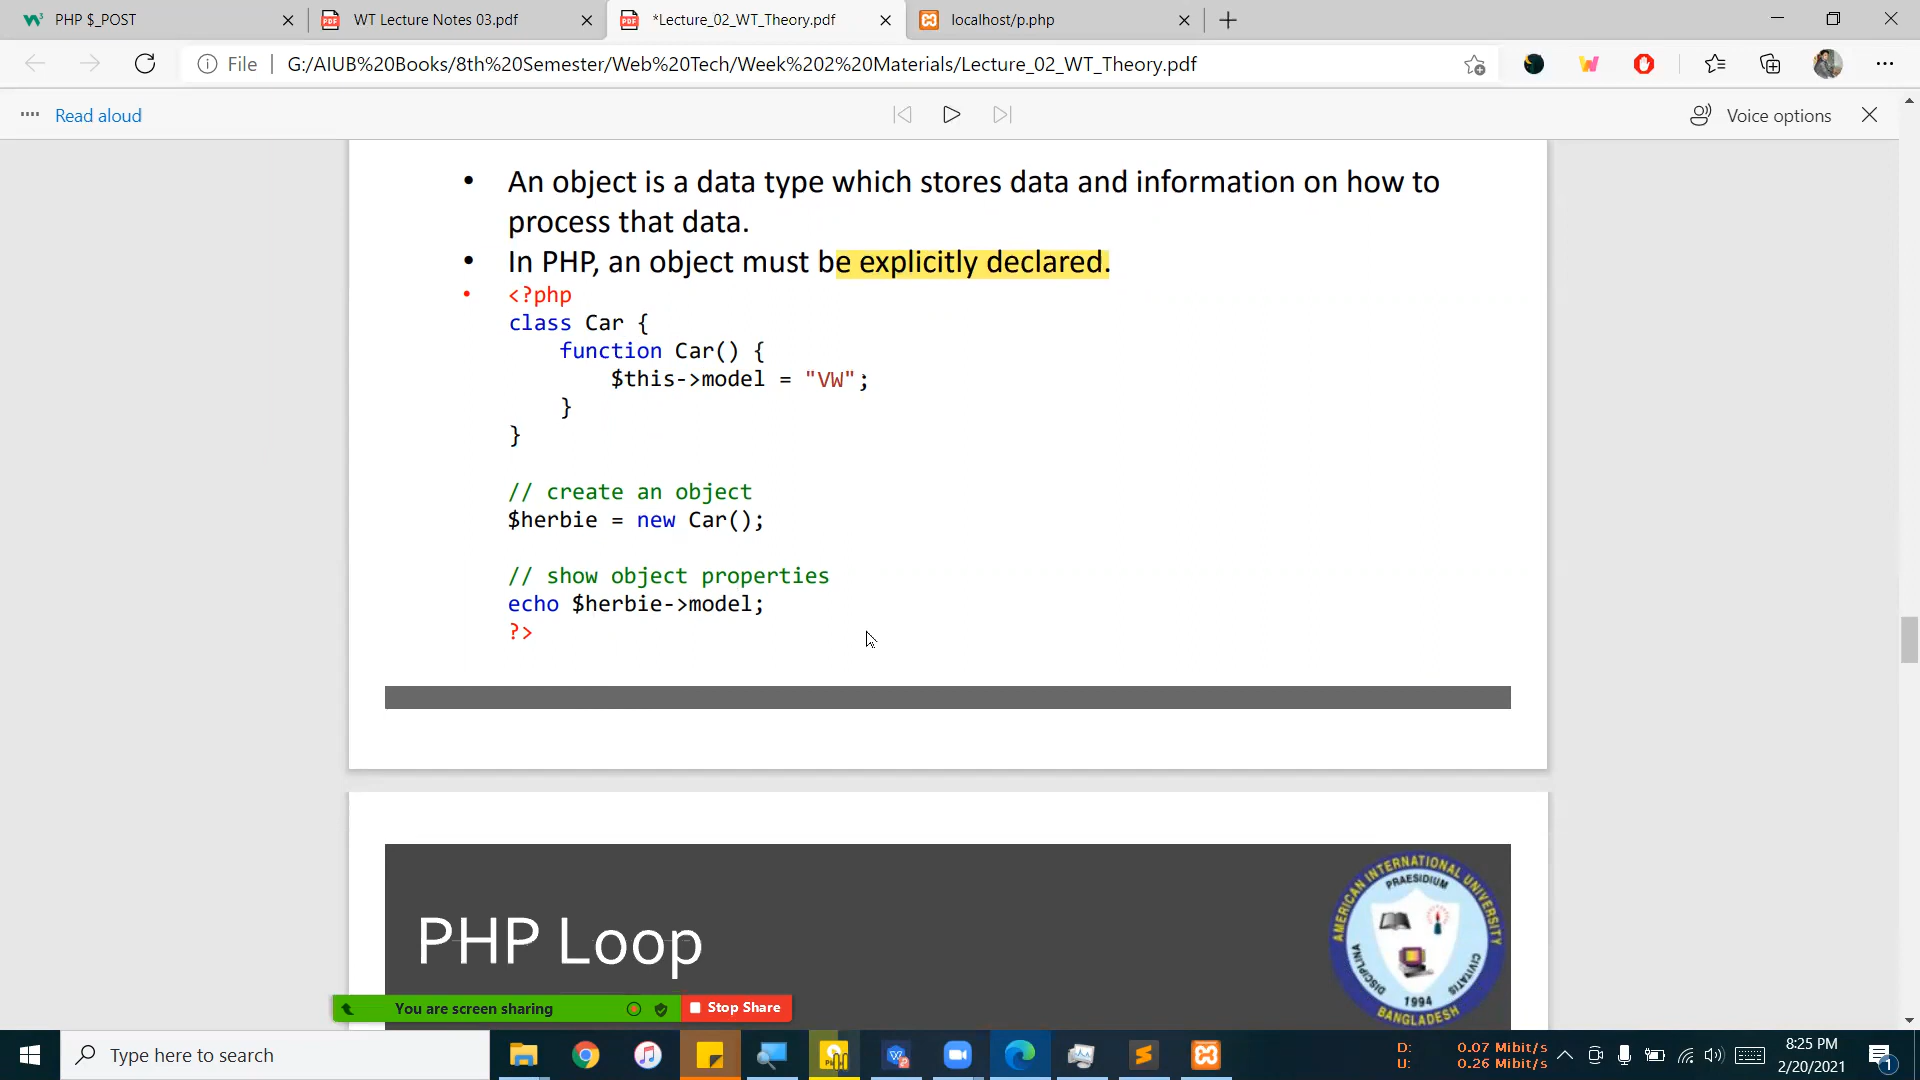 PHP $_POST
WT Lecture Notes 03.pdf
*Lecture_02_WT_Theory.pdf
localhost/p.php
File
G:/AIUB%20Books/8th%20Semester/Web%20Tech/Week%202%20Materials/Lecture_02_WT_Theory.pdf
Read aloud
Voice options
• An object is a data type which stores data and information on how to
process that data.
• In PHP, an object must be explicitly declared.
• <?php
class Car {
function Car() {
$this->model = "VW";
}
}
// create an object
$herbie = new Car();
// show object properties
echo $herbie->model;
?>
PHP Loop
AMERICAN INTERNATIONAL UNIVERSITY
PRAESIDIUM
DISCIPLINA
CIVITATIS
1994
BANGLADESH
You are screen sharing
Stop Share
Type here to search
D: 0.07 Mibit/s
U: 0.26 Mibit/s
8:25 PM
2/20/2021
1